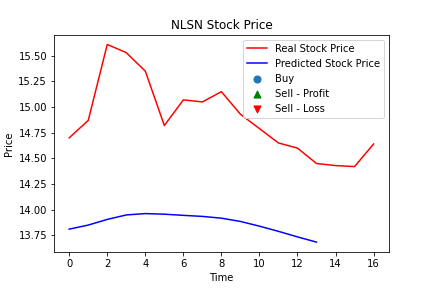 NLSN Stock Price
Real Stock Price
Predicted Stock Price
Buy
Sell - Profit
Sell - Loss
Price
15.50
15.25
15.00
14.75
14.50
14.25
14.00
13.75
0 2 4 6 8 10 12 14 16
Time